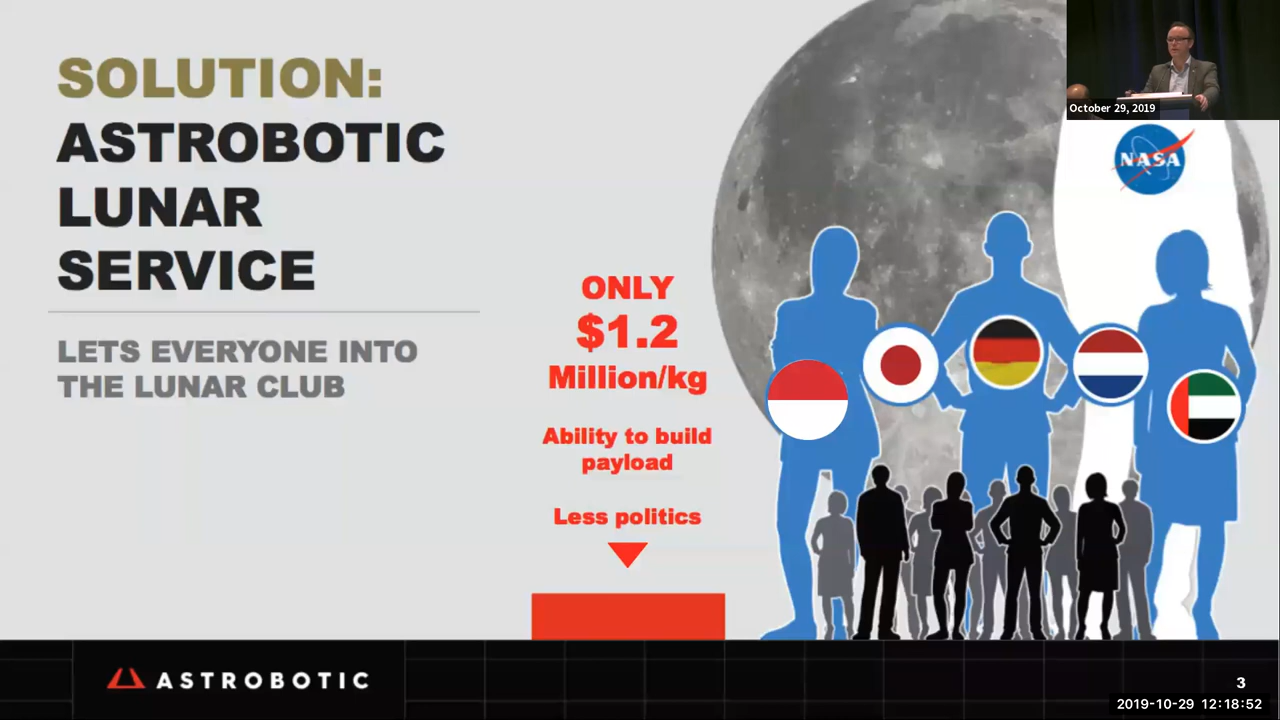 SOLUTION:
ASTROBOTIC
LUNAR
SERVICE
LETS EVERYONE INTO
THE LUNAR CLUB
ONLY
$1.2
Million/kg
Ability to build
payload
Less politics
October 29, 2019
NASA
ASTROBOTIC
3
2019-10-29 12:18:52